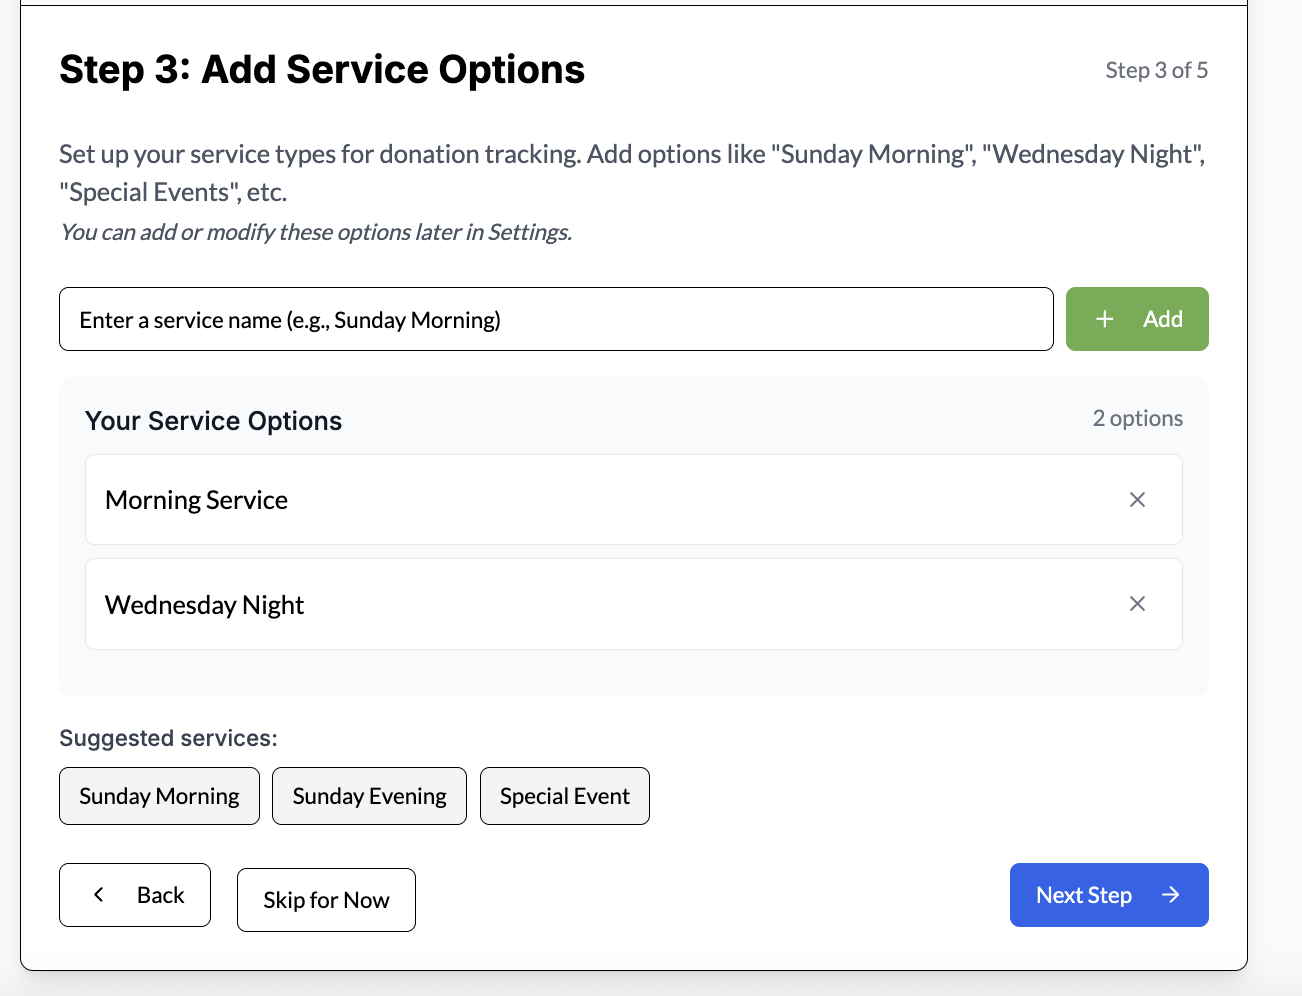 Step 3: Add Service Options
Step 3 of 5
Set up your service types for donation tracking. Add options like "Sunday Morning", "Wednesday Night",
"Special Events", etc.
You can add or modify these options later in Settings.
Enter a service name (e.g., Sunday Morning)
+ Add
Your Service Options
2 options
Morning Service
Wednesday Night
Suggested services:
Sunday Morning
Sunday Evening
Special Event
Back
Skip for Now
Next Step